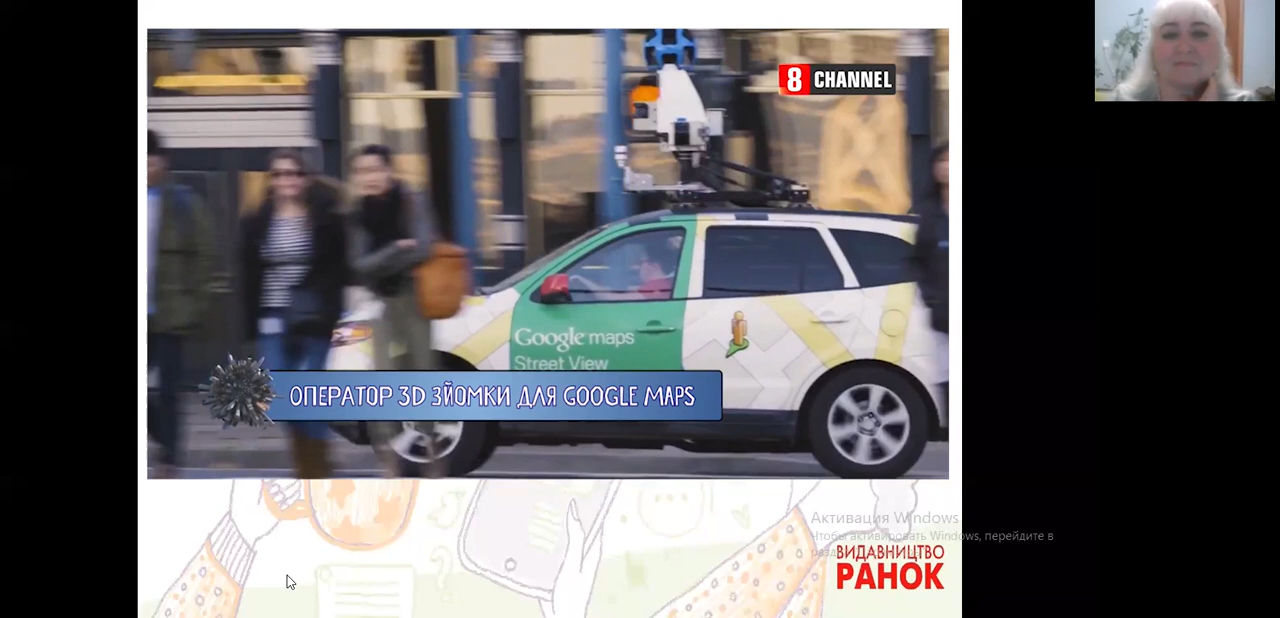 8 CHANNEL
Google maps
Street View
ОПЕРАТОР 3D ЗЙОМКИ ДЛЯ GOOGLE MAPS
Активация Windows
Чтобы активировать Windows, перейдите в
ВИДАВНИЦТВО
РАНОК